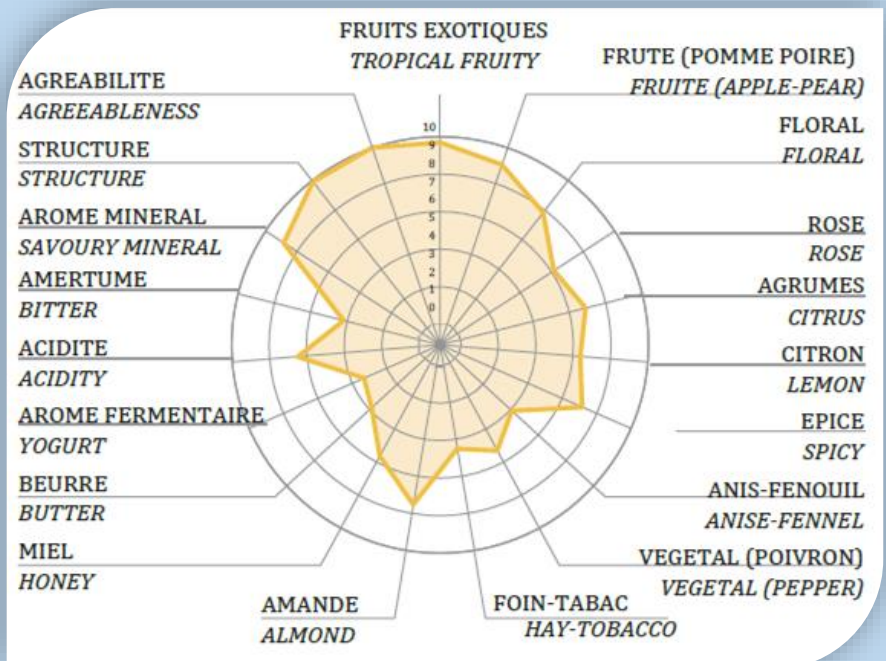 FRUITS EXOTIQUES
TROPICAL FRUITY
FRUTE (POMME POIRE)
FRUITE (APPLE-PEAR)
FLORAL
FLORAL
ROSE
ROSE
AGRUMES
CITRUS
CITRON
LEMON
EPICE
SPICY
ANIS-FENOUIL
ANISE-FENNEL
VEGETAL (POIVRON)
VEGETAL (PEPPER)
FOIN-TABAC
HAY-TOBACCO
AMANDE
ALMOND
MIEL
HONEY
BEURRE
BUTTER
AROME FERMENTAIRE
YOGURT
ACIDITE
ACIDITY
AMERTUME
BITTER
AROME MINERAL
SAVOURY MINERAL
STRUCTURE
STRUCTURE
AGREABILITE
AGREEABLENESS
10
9
8
7
6
5
4
3
2
1
0